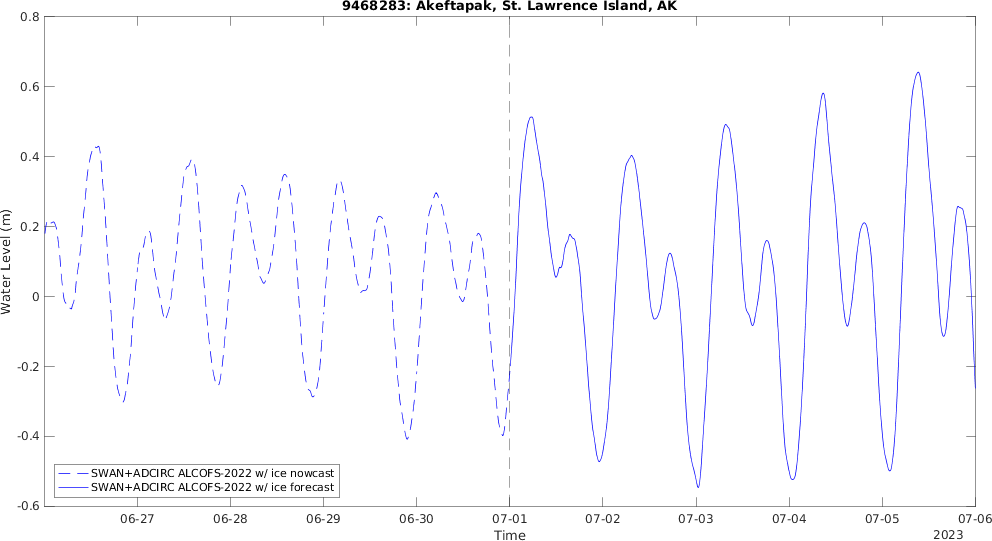 9468283: Akeftapak, St. Lawrence Island, AK
0.8
0.6
0.4
0.2
0
-0.2
-0.4
-0.6
Water Level (m)
SWAN+ADCIRC ALCOFS-2022 w/ ice nowcast
SWAN+ADCIRC ALCOFS-2022 w/ ice forecast
06-27 06-28 06-29 06-30 07-01 07-02 07-03 07-04 07-05 07-06
Time
2023